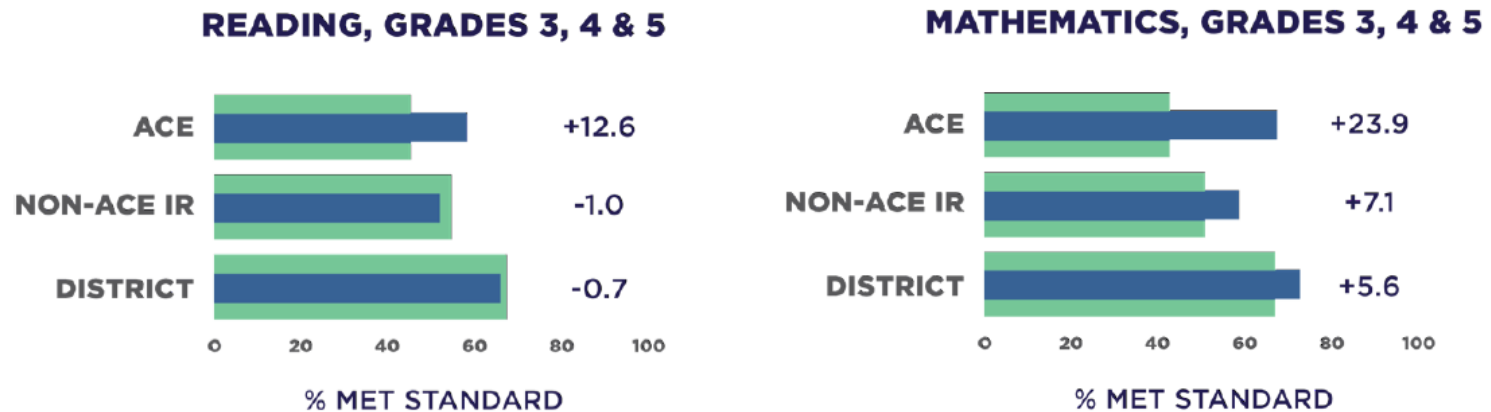 READING, GRADES 3, 4 & 5
ACE
+12.6
NON-ACE IR
-1.0
DISTRICT
-0.7
0 20 40 60 80 100
% MET STANDARD
MATHEMATICS, GRADES 3, 4 & 5
ACE
+23.9
NON-ACE IR
+7.1
DISTRICT
+5.6
0 20 40 60 80 100
% MET STANDARD